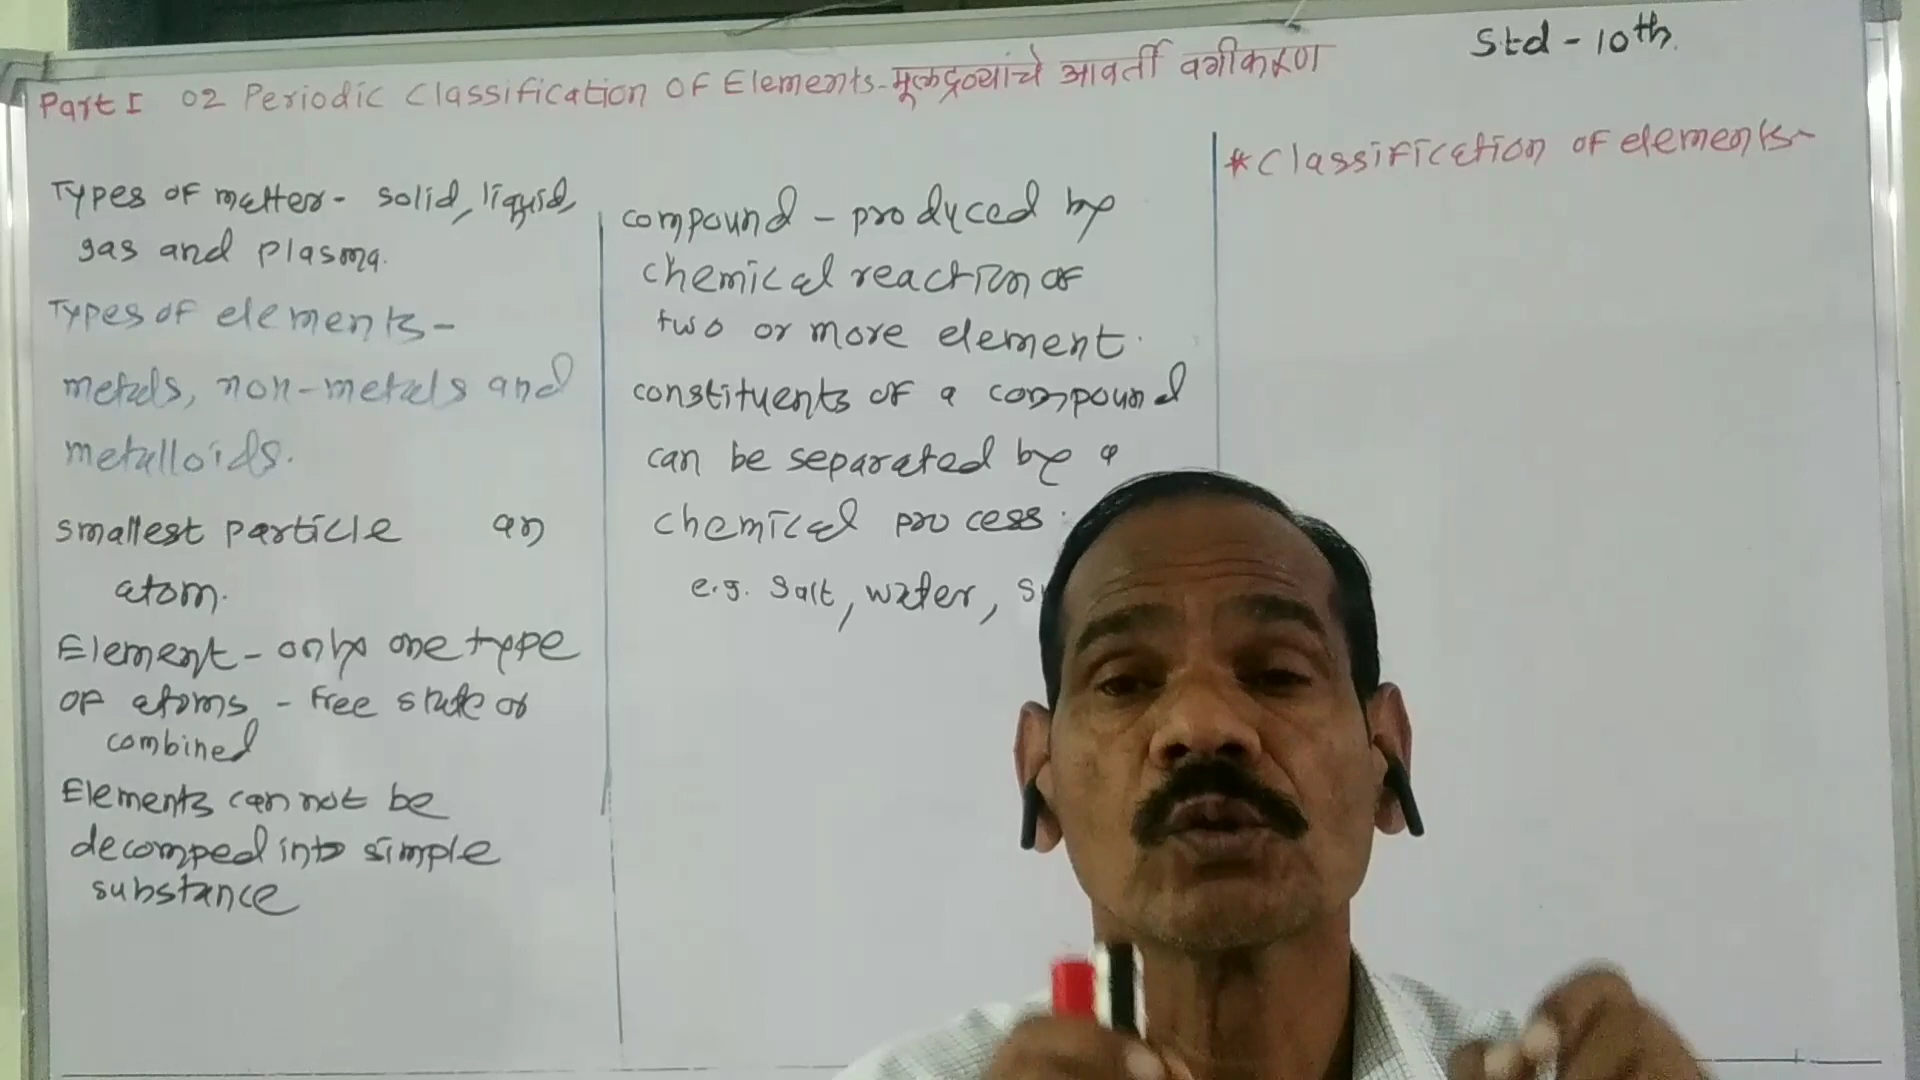 Std - 10th.
Part I 02 Periodic Classification OF Elements. मूलद्रव्यांचे आवर्ती वर्गीकरण
Types of matter - solid, liquid,
gas and plasma.
Types of elements -
metals, non-metals and
metalloids.
smallest particle an
atom.
Element - only one type
of atoms - Free state or
combined
Elements can not be
decomped into simple
substance
compound - produced by
chemical reaction of
two or more element.
constituents of a compound
can be separated by a
chemical process.
e.g. Salt, water,
* Classification of elements -